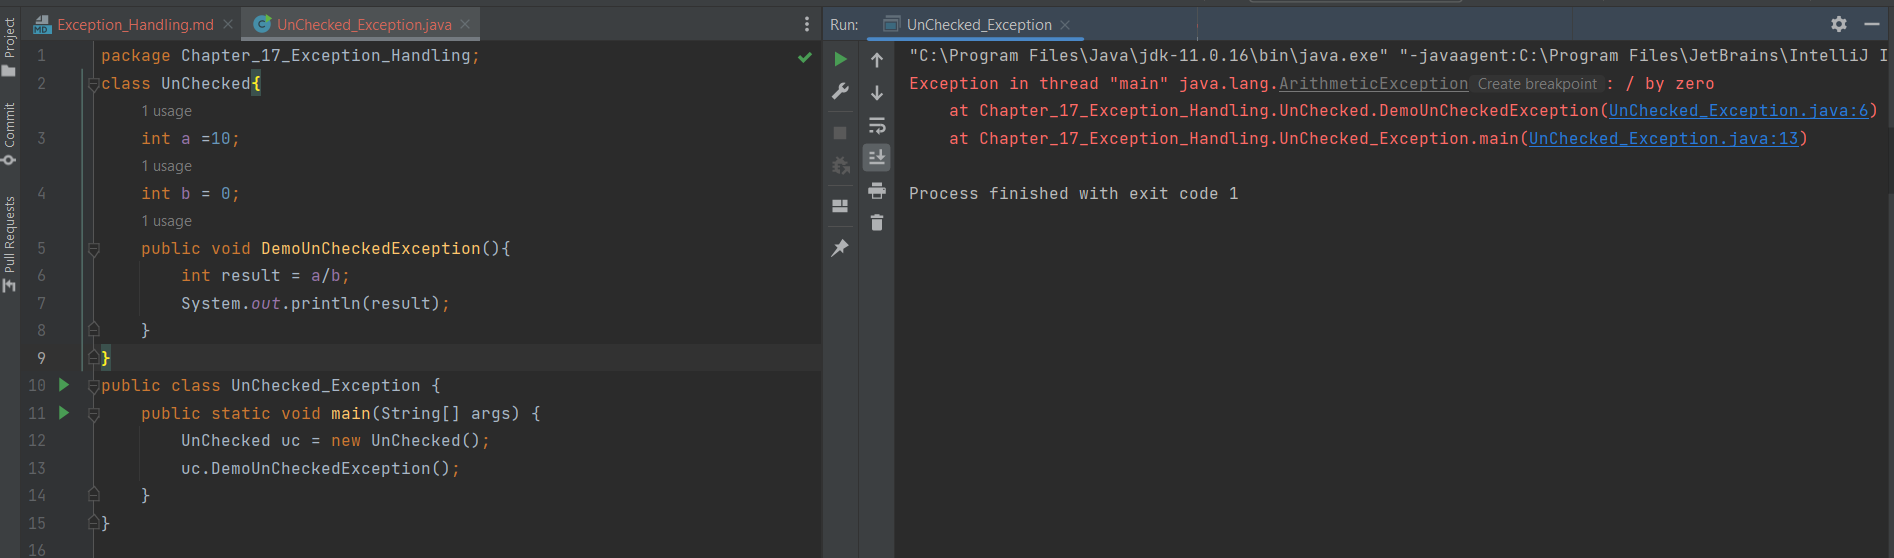 Exception_Handling.md
UnChecked_Exception.java
Run:
UnChecked_Exception
Project
Commit
Pull Requests
1 package Chapter_17_Exception_Handling;
2 class UnChecked{
1 usage
3 int a =10;
1 usage
4 int b = 0;
1 usage
5 public void DemoUnCheckedException(){
6 int result = a/b;
7 System.out.println(result);
8 }
9 }
10 public class UnChecked_Exception {
11 public static void main(String[] args) {
12 UnChecked uc = new UnChecked();
13 uc.DemoUnCheckedException();
14 }
15 }
16
"C:\Program Files\Java\jdk-11.0.16\bin\java.exe" "-javaagent:C:\Program Files\JetBrains\IntelliJ I
Exception in thread "main" java.lang.ArithmeticException Create breakpoint : / by zero
at Chapter_17_Exception_Handling.UnChecked.DemoUnCheckedException(UnChecked_Exception.java:6)
at Chapter_17_Exception_Handling.UnChecked_Exception.main(UnChecked_Exception.java:13)
Process finished with exit code 1